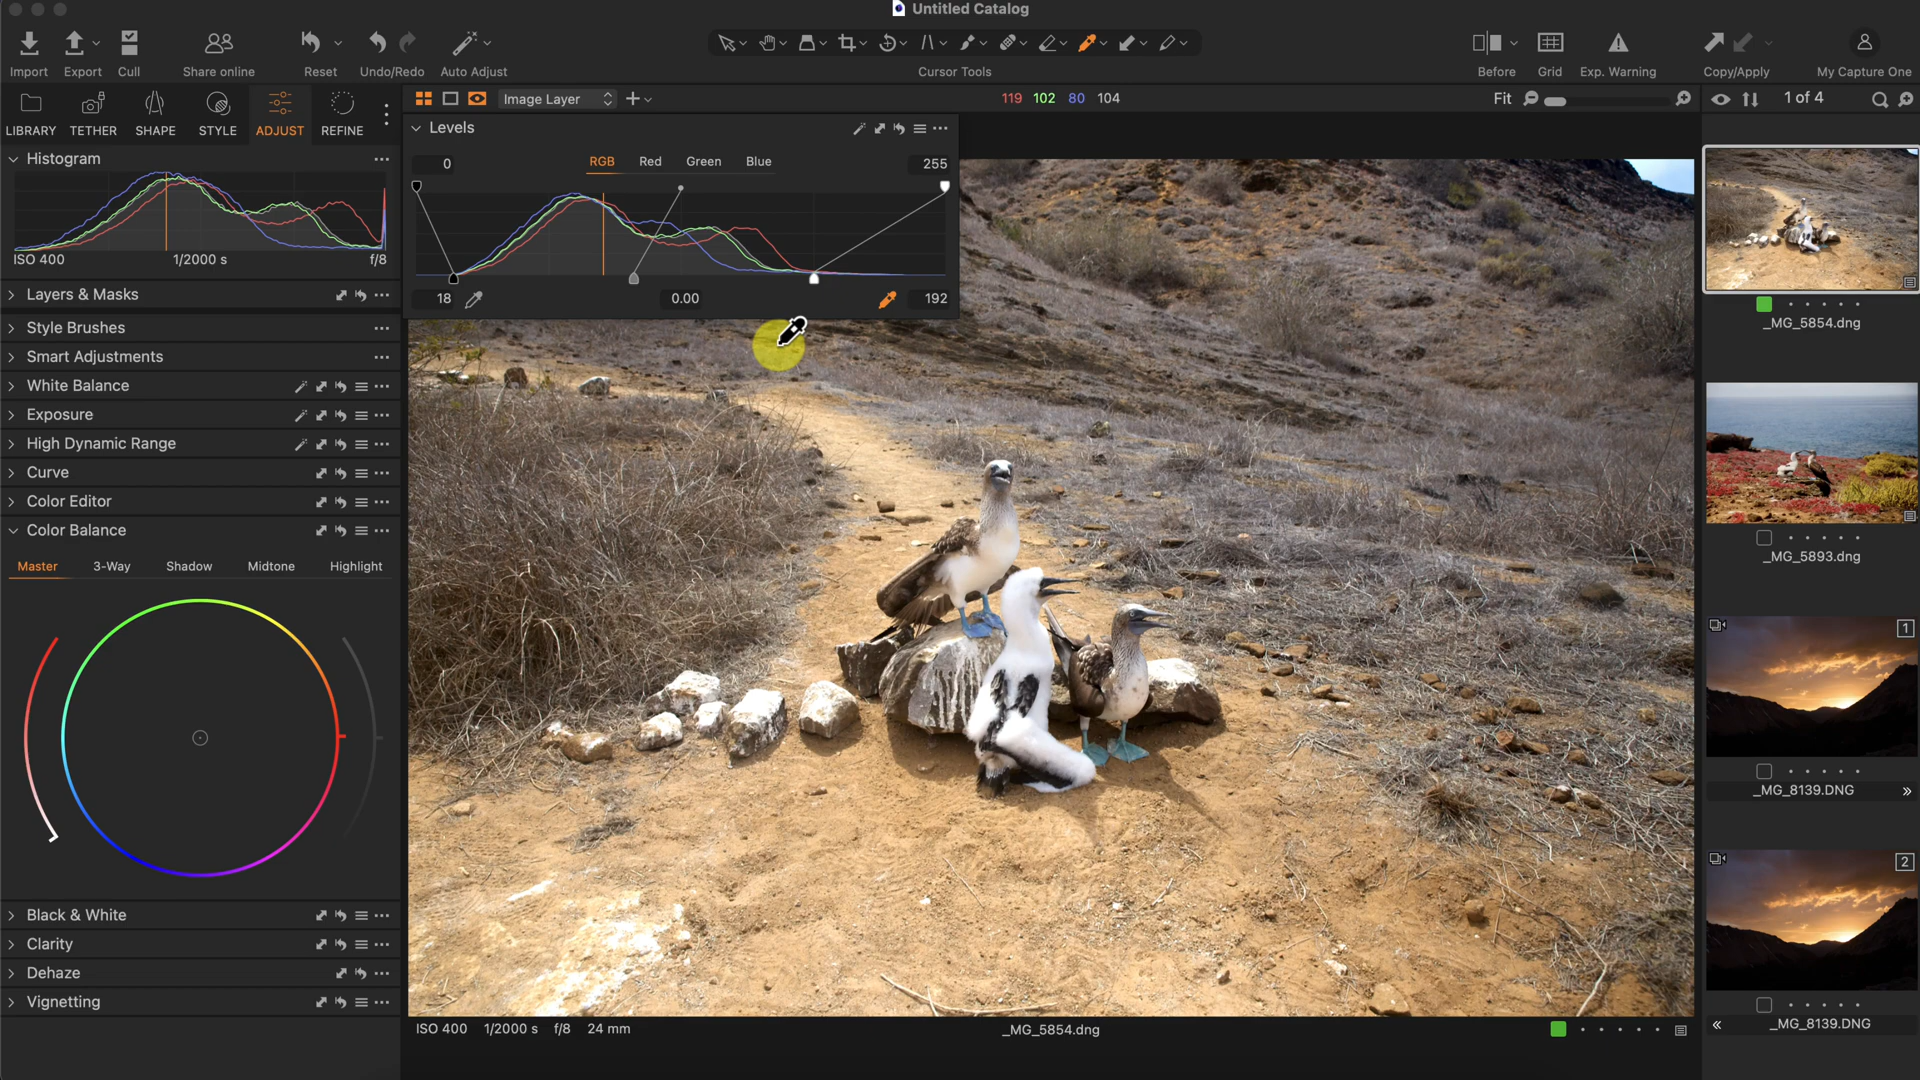 Untitled Catalog
Import Export Cull Share online Reset Undo/Redo Auto Adjust Cursor Tools Before Grid Exp. Warning Copy/Apply My Capture One
LIBRARY TETHER SHAPE STYLE ADJUST REFINE
Image Layer
119 102 80 104
Fit
1 of 4
Histogram
ISO 400 1/2000 s f/8
Layers & Masks
Style Brushes
Smart Adjustments
White Balance
Exposure
High Dynamic Range
Curve
Color Editor
Color Balance
Master 3-Way Shadow Midtone Highlight
Black & White
Clarity
Dehaze
Vignetting
Levels
0 RGB Red Green Blue 255
18 0.00 192
ISO 400 1/2000 s f/8 24 mm
_MG_5854.dng
_MG_5854.dng
_MG_5893.dng
1
_MG_8139.DNG
2
_MG_8139.DNG